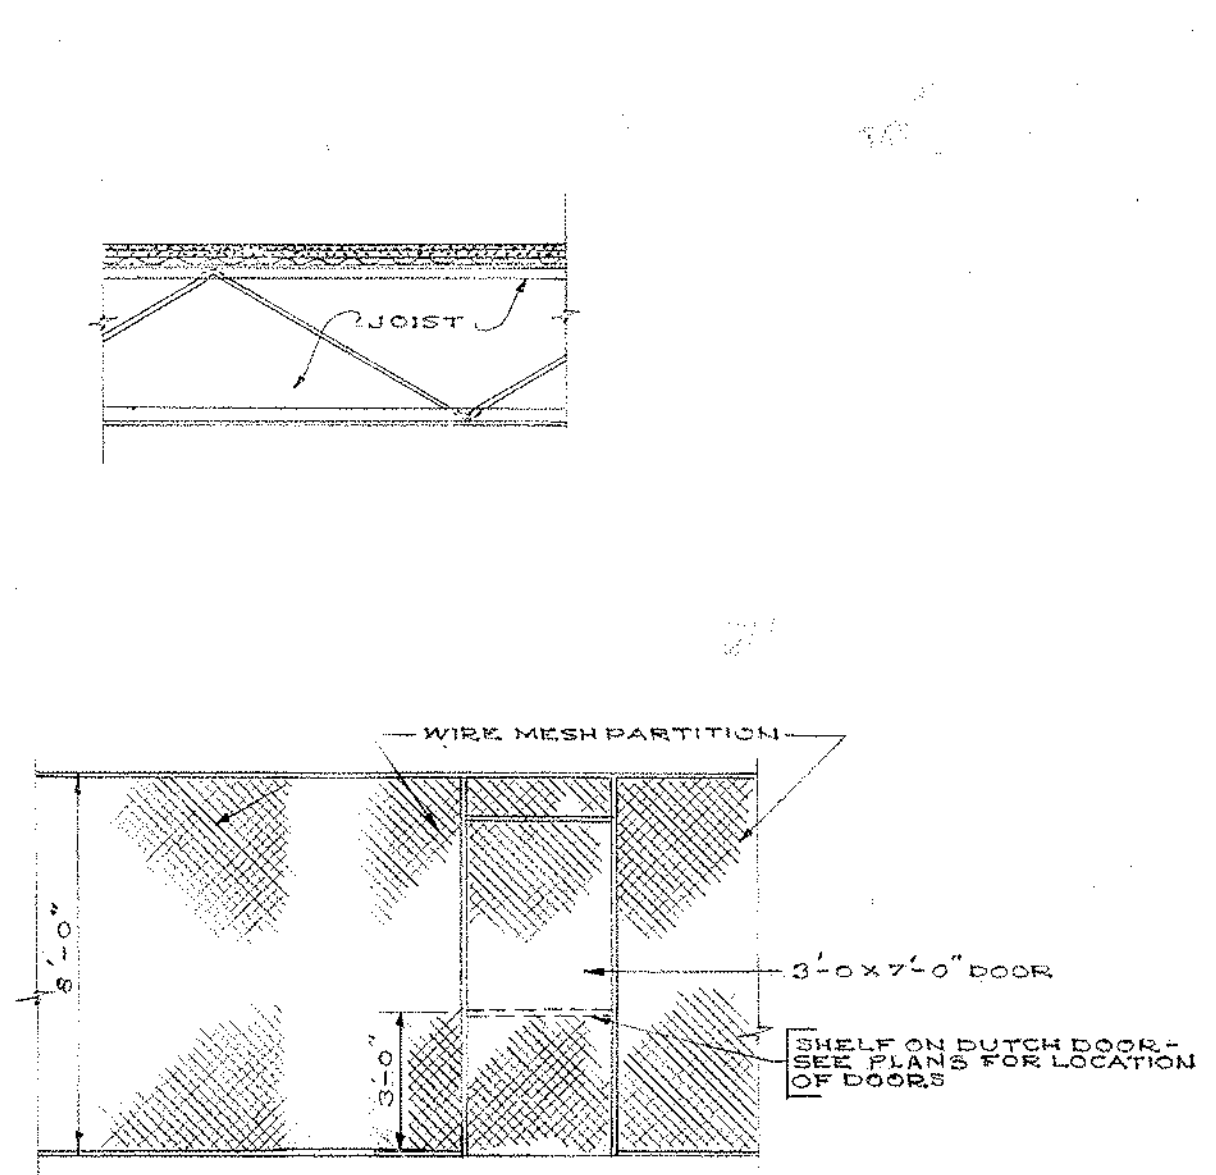 JOIST
WIRE MESH PARTITION
8'-0"
3'-0 X 7'-0" DOOR
3'-0"
SHELF ON DUTCH DOOR-
SEE PLANS FOR LOCATION
OF DOORS